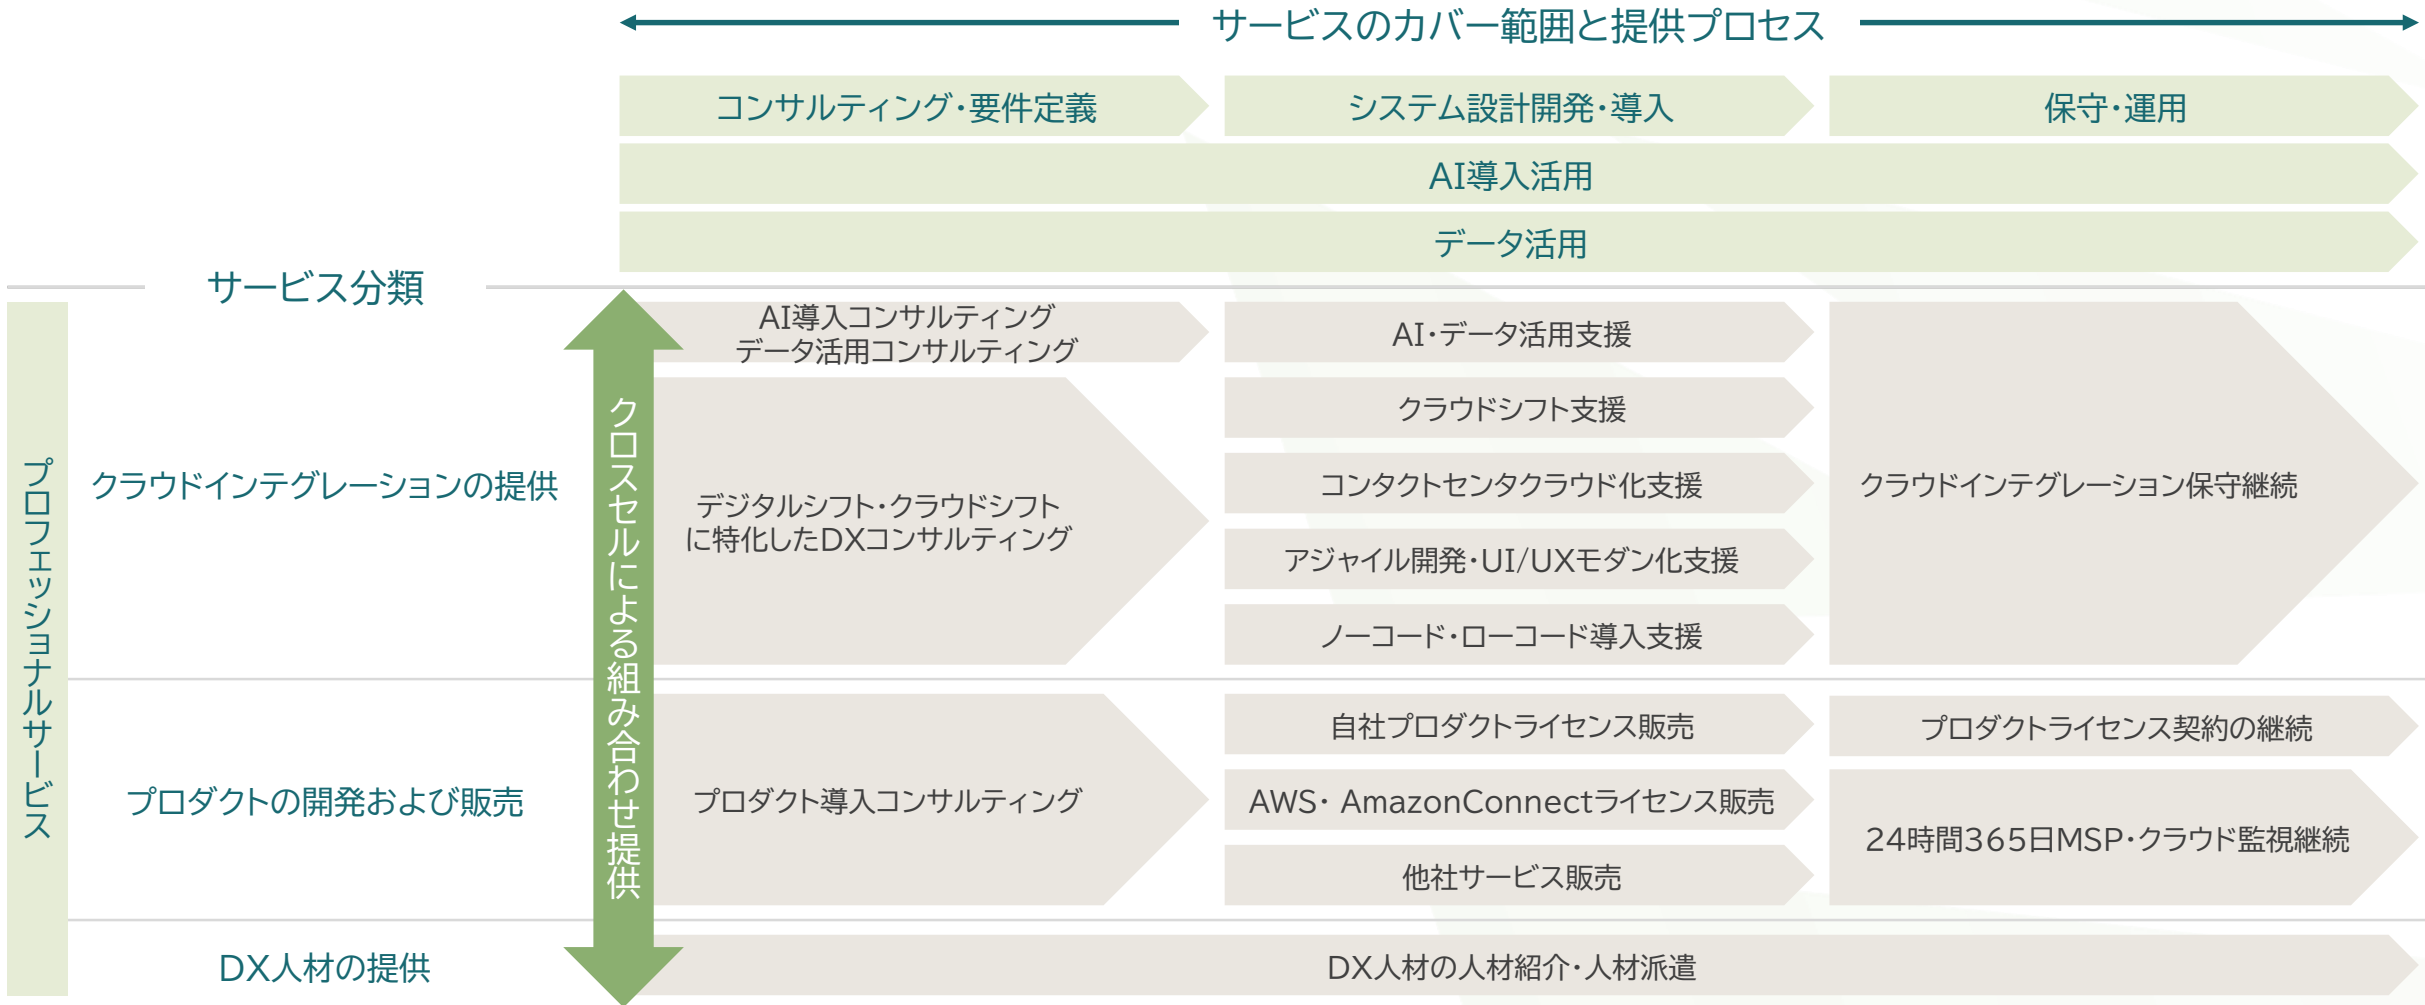 サービスのカバー範囲と提供プロセス
コンサルティング・要件定義
システム設計開発・導入
保守・運用
AI導入活用
データ活用
サービス分類
プロフェッショナルサービス
クロスセルによる組み合わせ提供
クラウドインテグレーションの提供
AI導入コンサルティング
データ活用コンサルティング
デジタルシフト・クラウドシフト
に特化したDXコンサルティング
AI・データ活用支援
クラウドシフト支援
コンタクトセンタクラウド化支援
アジャイル開発・UI/UXモダン化支援
ノーコード・ローコード導入支援
クラウドインテグレーション保守継続
プロダクトの開発および販売
プロダクト導入コンサルティング
自社プロダクトライセンス販売
AWS・ AmazonConnectライセンス販売
他社サービス販売
プロダクトライセンス契約の継続
24時間365日MSP・クラウド監視継続
DX人材の提供
DX人材の人材紹介・人材派遣